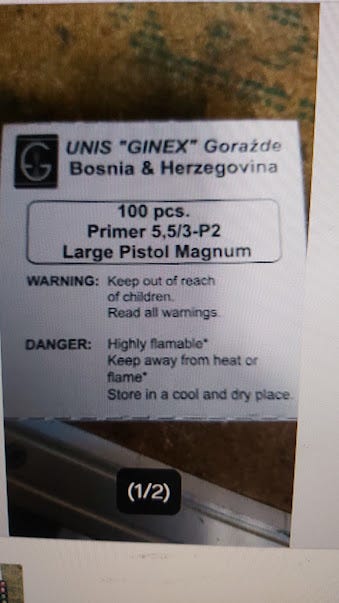 G
UNIS "GINEX" Goražde
Bosnia & Herzegovina
100 pcs.
Primer 5,5/3-P2
Large Pistol Magnum
WARNING: Keep out of reach
of children.
Read all warnings.
DANGER: Highly flamable*
Keep away from heat or
flame*
Store in a cool and dry place.
(1/2)